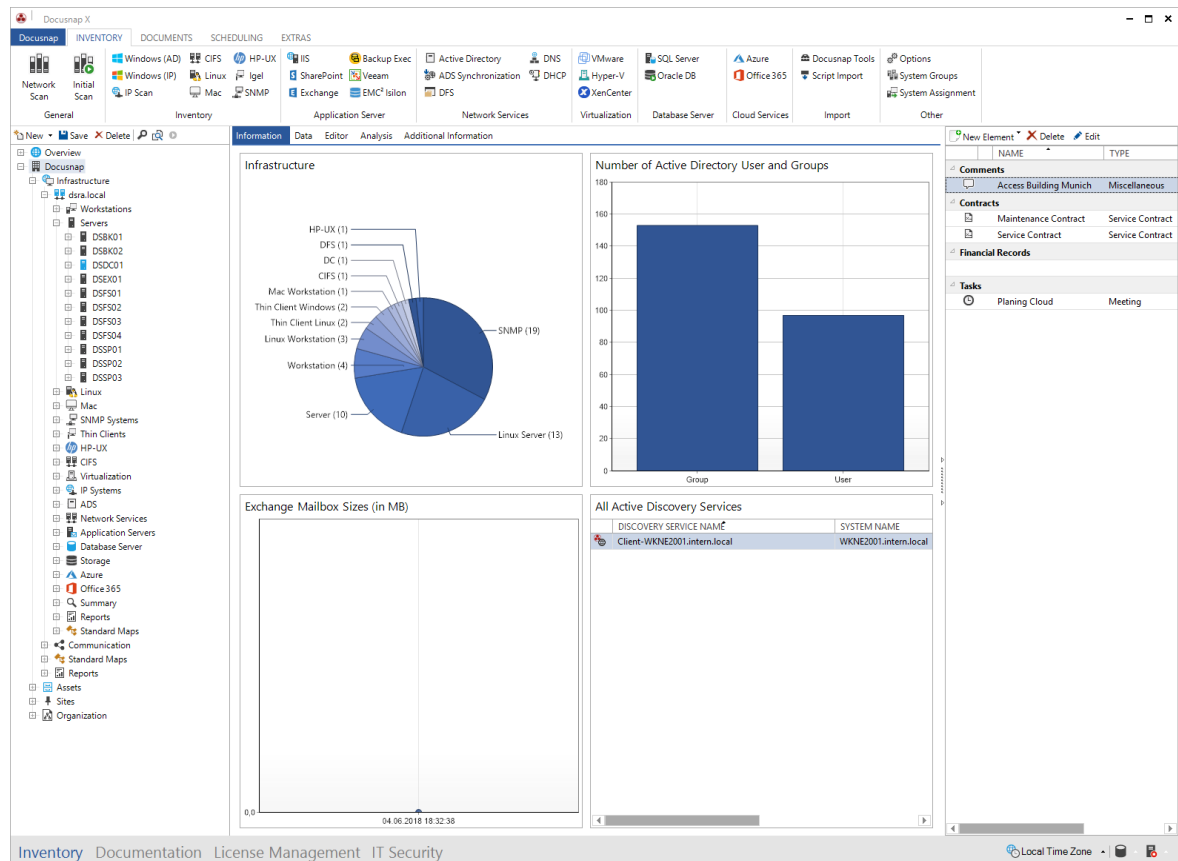 Docusnap X
Docusnap INVENTORY DOCUMENTS SCHEDULING EXTRAS
Windows (AD) CIFS HP-UX IIS Backup Exec Active Directory DNS VMware SQL Server Azure Docusnap Tools Options
Windows (IP) Linux Igel SharePoint Veeam ADS Synchronization DHCP Hyper-V Oracle DB Office 365 Script Import System Groups
Network Scan Initial Scan IP Scan Mac SNMP Exchange EMC² Isilon DFS XenCenter System Assignment
General Inventory Application Server Network Services Virtualization Database Server Cloud Services Import Other
New Save Delete
Overview
Docusnap
Infrastructure
dsra.local
Workstations
Servers
DSBK01
DSBK02
DSDC01
DSEX01
DSFS01
DSFS02
DSFS03
DSFS04
DSSP01
DSSP02
DSSP03
Linux
Mac
SNMP Systems
Thin Clients
HP-UX
CIFS
Virtualization
IP Systems
ADS
Network Services
Application Servers
Database Server
Storage
Azure
Office 365
Summary
Reports
Standard Maps
Communication
Standard Maps
Reports
Assets
Sites
Organization
Information Data Editor Analysis Additional Information
Infrastructure
HP-UX (1)
DFS (1)
DC (1)
CIFS (1)
Mac Workstation (1)
Thin Client Windows (2)
Thin Client Linux (2)
Linux Workstation (3)
Workstation (4)
Server (10)
SNMP (19)
Linux Server (13)
Number of Active Directory User and Groups
180
160
140
120
100
80
60
40
20
0
Group User
Exchange Mailbox Sizes (in MB)
0,0
04.06.2018 18:32:38
All Active Discovery Services
DISCOVERY SERVICE NAME SYSTEM NAME
Client-WKNE2001.intern.local WKNE2001.intern.local
New Element Delete Edit
NAME TYPE
Comments
Access Building Munich Miscellaneous
Contracts
Maintenance Contract Service Contract
Service Contract Service Contract
Financial Records
Tasks
Planing Cloud Meeting
Inventory Documentation License Management IT Security
Local Time Zone